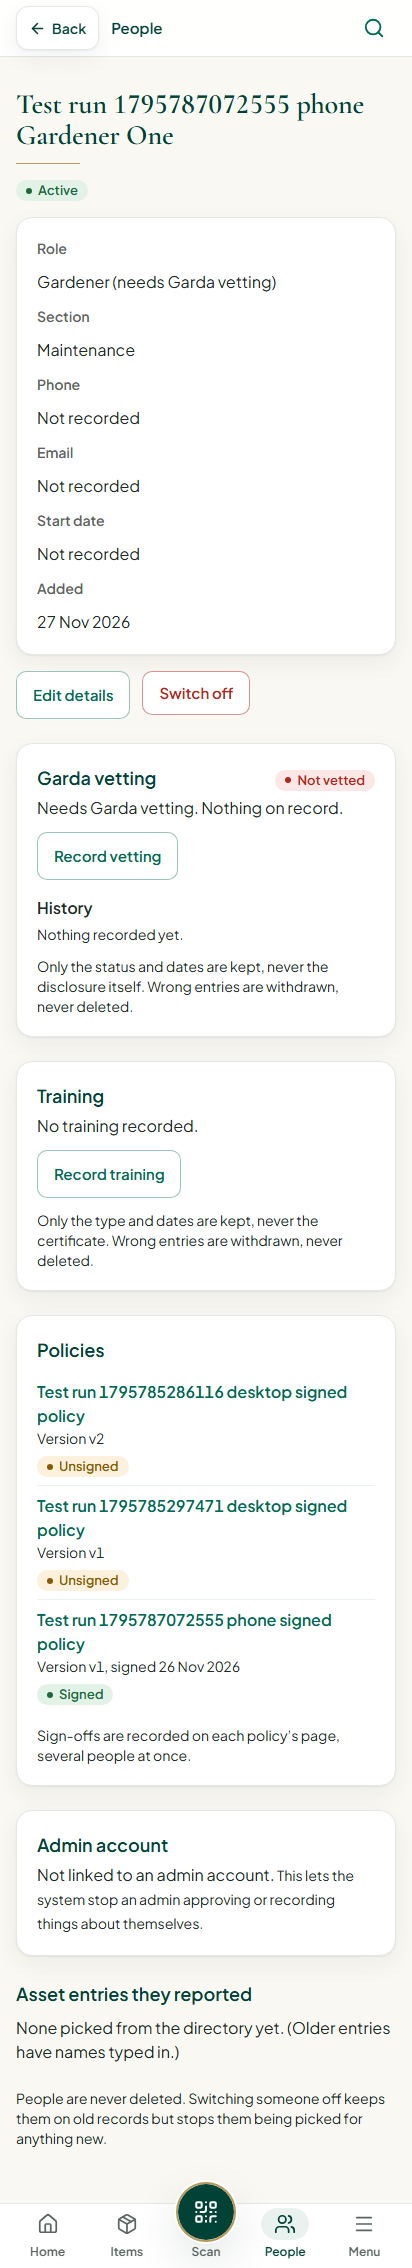 Back
People
Test run 1795787072555 phone
Gardener One
Active
Role
Gardener (needs Garda vetting)
Section
Maintenance
Phone
Not recorded
Email
Not recorded
Start date
Not recorded
Added
27 Nov 2026
Edit details
Switch off
Garda vetting
Not vetted
Needs Garda vetting. Nothing on record.
Record vetting
History
Nothing recorded yet.
Only the status and dates are kept, never the
disclosure itself. Wrong entries are withdrawn,
never deleted.
Training
No training recorded.
Record training
Only the type and dates are kept, never the
certificate. Wrong entries are withdrawn, never
deleted.
Policies
Test run 1795785286116 desktop signed
policy
Version v2
Unsigned
Test run 1795785297471 desktop signed
policy
Version v1
Unsigned
Test run 1795787072555 phone signed
policy
Version v1, signed 26 Nov 2026
Signed
Sign-offs are recorded on each policy's page,
several people at once.
Admin account
Not linked to an admin account. This lets the
system stop an admin approving or recording
things about themselves.
Asset entries they reported
None picked from the directory yet. (Older entries
have names typed in.)
People are never deleted. Switching someone off keeps
them on old records but stops them being picked for
anything new.
Home
Items
Scan
People
Menu